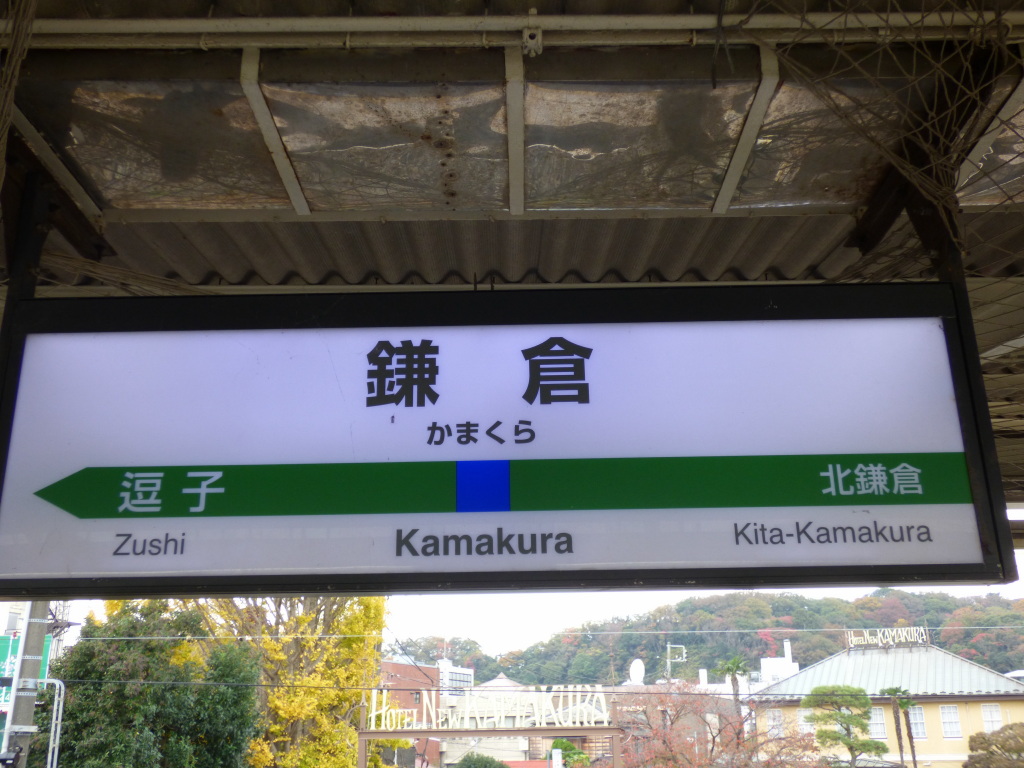 鎌倉
かまくら
逗子 北鎌倉
Zushi Kamakura Kita-Kamakura
HOTEL NEW KAMAKURA
HOTEL NEW KAMAKURA